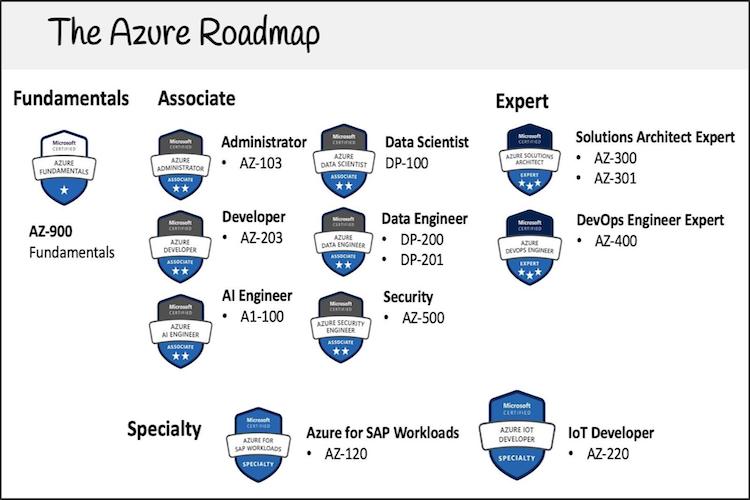 The Azure Roadmap
Fundamentals
Microsoft
CERTIFIED
AZURE
FUNDAMENTALS
AZ-900
Fundamentals
Associate
Microsoft
CERTIFIED
AZURE
ADMINISTRATOR
ASSOCIATE
Administrator
• AZ-103
Microsoft
CERTIFIED
AZURE
DATA SCIENTIST
ASSOCIATE
Data Scientist
DP-100
Microsoft
CERTIFIED
AZURE
DEVELOPER
ASSOCIATE
Developer
• AZ-203
Microsoft
CERTIFIED
AZURE
DATA ENGINEER
ASSOCIATE
Data Engineer
• DP-200
• DP-201
Microsoft
CERTIFIED
AZURE
AI ENGINEER
ASSOCIATE
AI Engineer
• A1-100
Microsoft
CERTIFIED
AZURE SECURITY
ENGINEER
ASSOCIATE
Security
• AZ-500
Expert
Microsoft
CERTIFIED
AZURE SOLUTIONS
ARCHITECT
EXPERT
Solutions Architect Expert
• AZ-300
• AZ-301
Microsoft
CERTIFIED
AZURE
DEVOPS ENGINEER
EXPERT
DevOps Engineer Expert
• AZ-400
Specialty
Microsoft
CERTIFIED
AZURE FOR
SAP WORKLOADS
SPECIALTY
Azure for SAP Workloads
• AZ-120
Microsoft
CERTIFIED
AZURE IOT
DEVELOPER
SPECIALTY
IoT Developer
• AZ-220